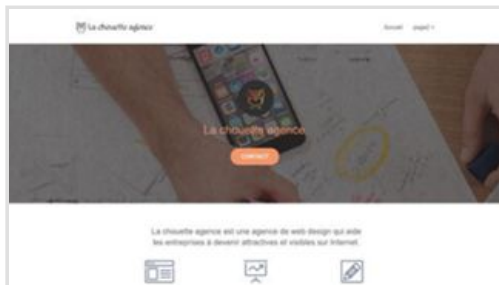 La chouette agence
Accueil page2
La chouette agence
CONTACT
La chouette agence est une agence de web design qui aide
les entreprises à devenir attractives et visibles sur Internet.